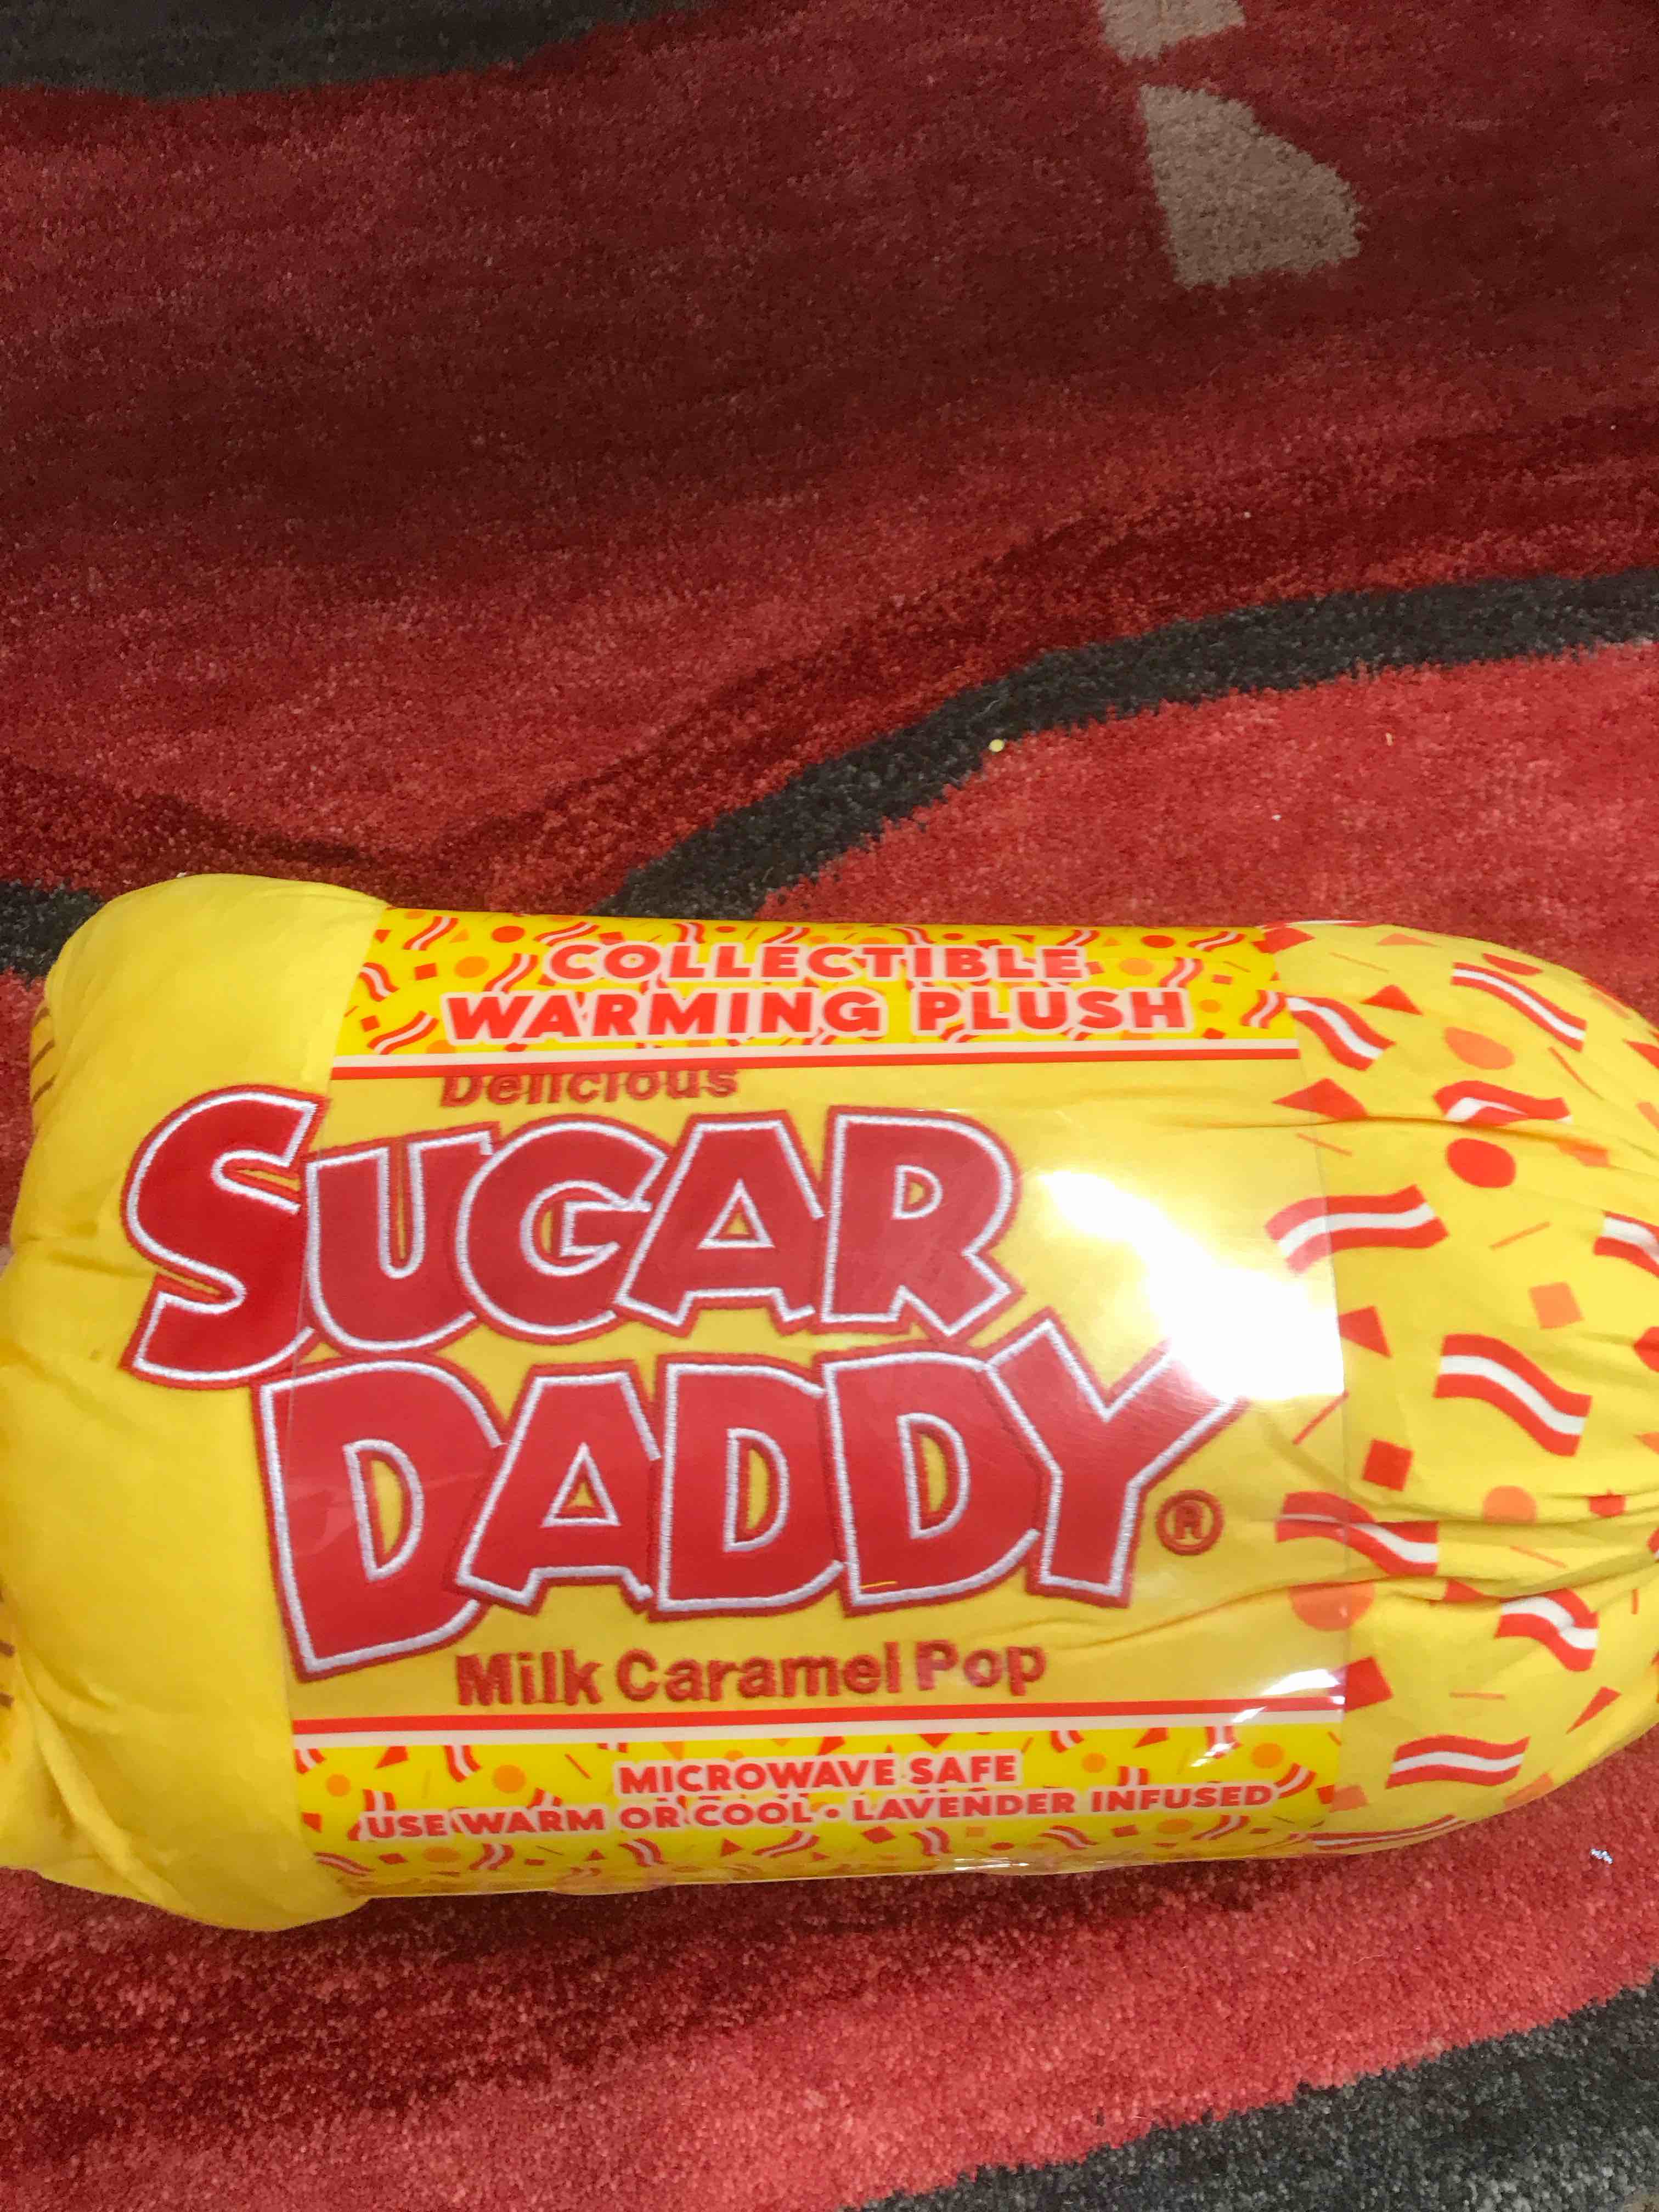 COLLECTIBLE
WARMING PLUSH
Delicious
SUGAR
DADDY®
Milk Caramel Pop
MICROWAVE SAFE
USE WARM OR COOL • LAVENDER INFUSED